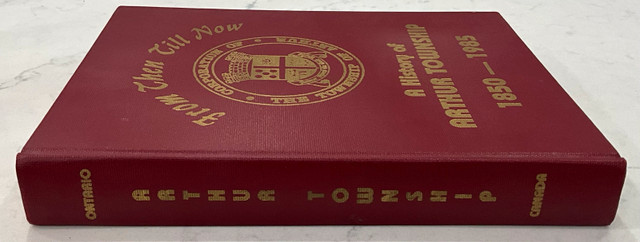 From Then Till Now
CORPORATION OF
THE TOWNSHIP
OF ARTHUR
A History of
ARTHUR TOWNSHIP
1850 — 1985
ONTARIO
ARTHUR TOWNSHIP
CANADA